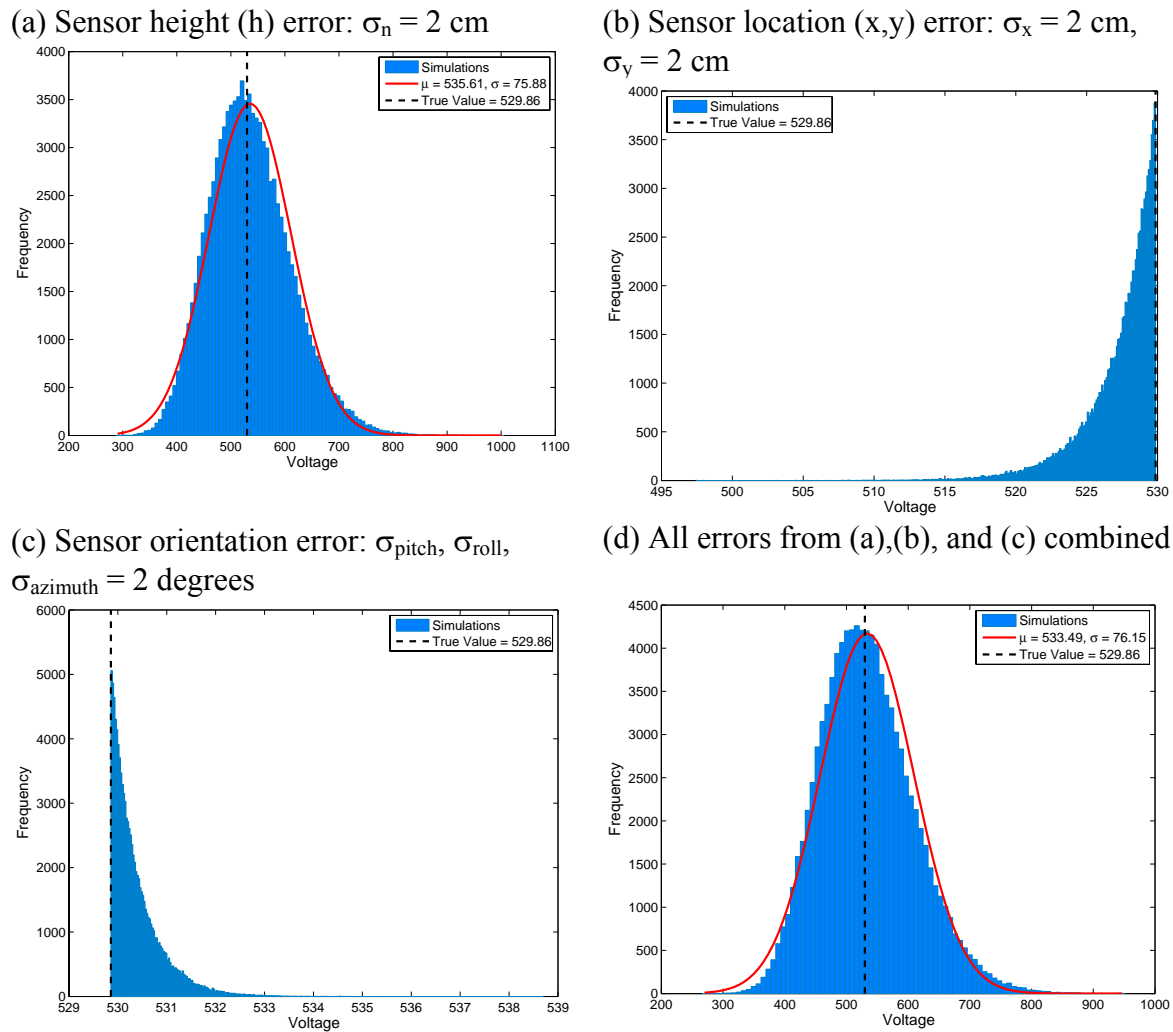 (a) Sensor height (h) error: σn = 2 cm
4000
3500
3000
2500
2000
1500
1000
500
0
Frequency
200 300 400 500 600 700 800 900 1000 1100
Voltage
Simulations
μ = 535.61, σ = 75.88
True Value = 529.86
(b) Sensor location (x,y) error: σx = 2 cm,
σy = 2 cm
4000
3500
3000
2500
2000
1500
1000
500
0
Frequency
495 500 505 510 515 520 525 530
Voltage
Simulations
True Value = 529.86
(c) Sensor orientation error: σpitch, σroll,
σazimuth = 2 degrees
6000
5000
4000
3000
2000
1000
0
Frequency
529 530 531 532 533 534 535 536 537 538 539
Voltage
Simulations
True Value = 529.86
(d) All errors from (a),(b), and (c) combined
4500
4000
3500
3000
2500
2000
1500
1000
500
0
Frequency
200 300 400 500 600 700 800 900 1000
Voltage
Simulations
μ = 533.49, σ = 76.15
True Value = 529.86